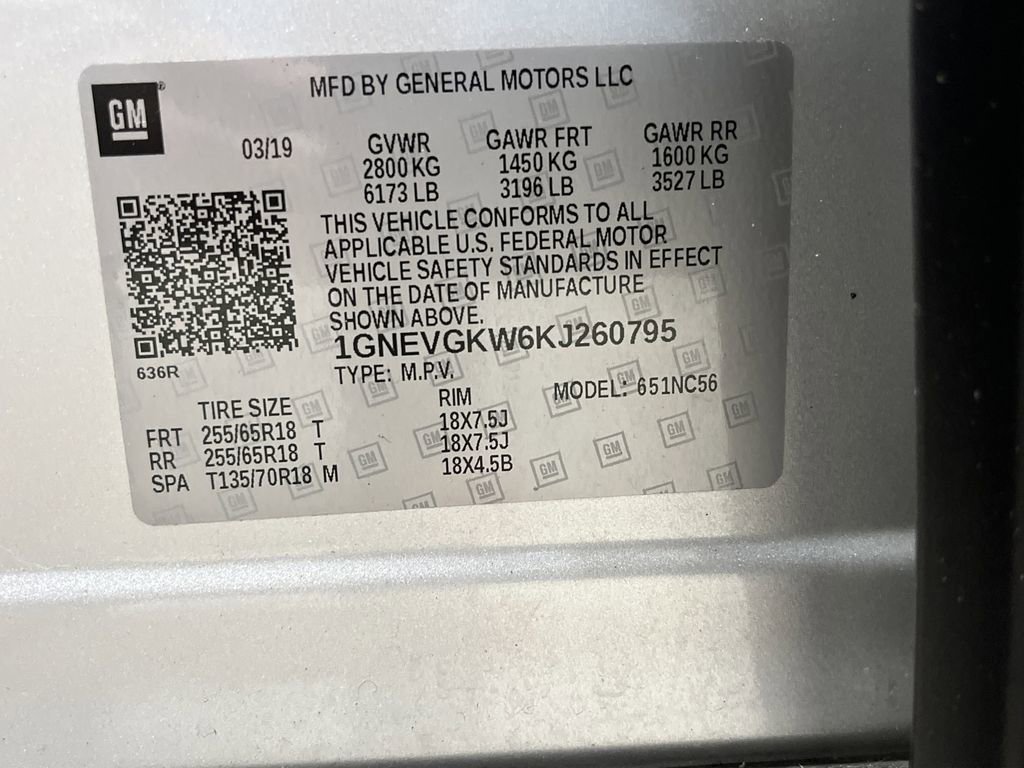 GM
MFD BY GENERAL MOTORS LLC
03/19
GVWR GAWR FRT GAWR RR
2800 KG 1450 KG 1600 KG
6173 LB 3196 LB 3527 LB
THIS VEHICLE CONFORMS TO ALL
APPLICABLE U.S. FEDERAL MOTOR
VEHICLE SAFETY STANDARDS IN EFFECT
ON THE DATE OF MANUFACTURE
SHOWN ABOVE.
1GNEVGKW6KJ260795
636R
TYPE: M.P.V.
MODEL: 651NC56
TIRE SIZE RIM
FRT 255/65R18 T 18X7.5J
RR 255/65R18 T 18X7.5J
SPA T135/70R18 M 18X4.5B